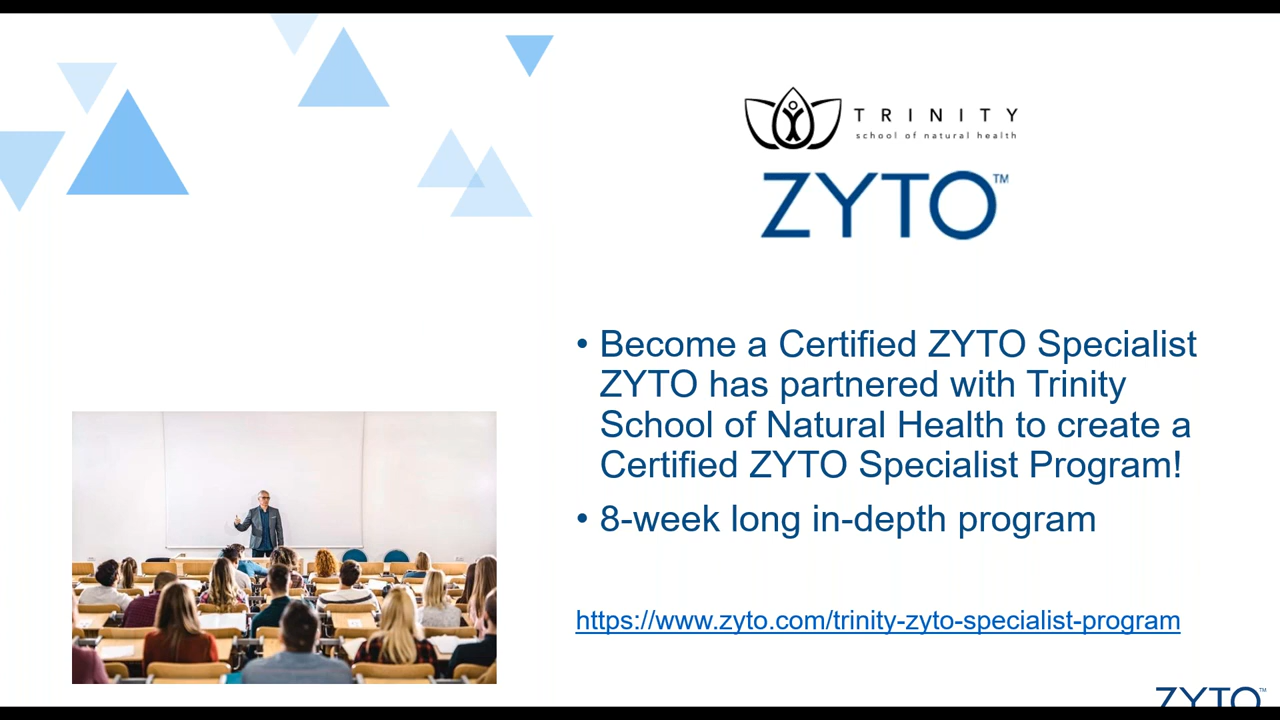 TRINITY
school of natural health
ZYTO™
• Become a Certified ZYTO Specialist
ZYTO has partnered with Trinity
School of Natural Health to create a
Certified ZYTO Specialist Program!
• 8-week long in-depth program
https://www.zyto.com/trinity-zyto-specialist-program
ZYTO™